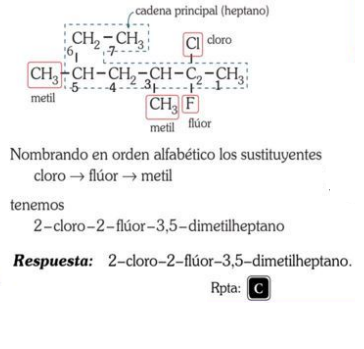 cadena principal (heptano)
CH2−CH3 Cl cloro
6 7
CH3−CH−CH2−CH−C2−CH3
5 4 3 1
metil CH3 F
metil flúor
Nombrando en orden alfabético los sustituyentes
cloro → flúor → metil
tenemos
2−cloro−2−flúor−3,5−dimetilheptano
Respuesta: 2−cloro−2−flúor−3,5−dimetilheptano.
Rpta: C